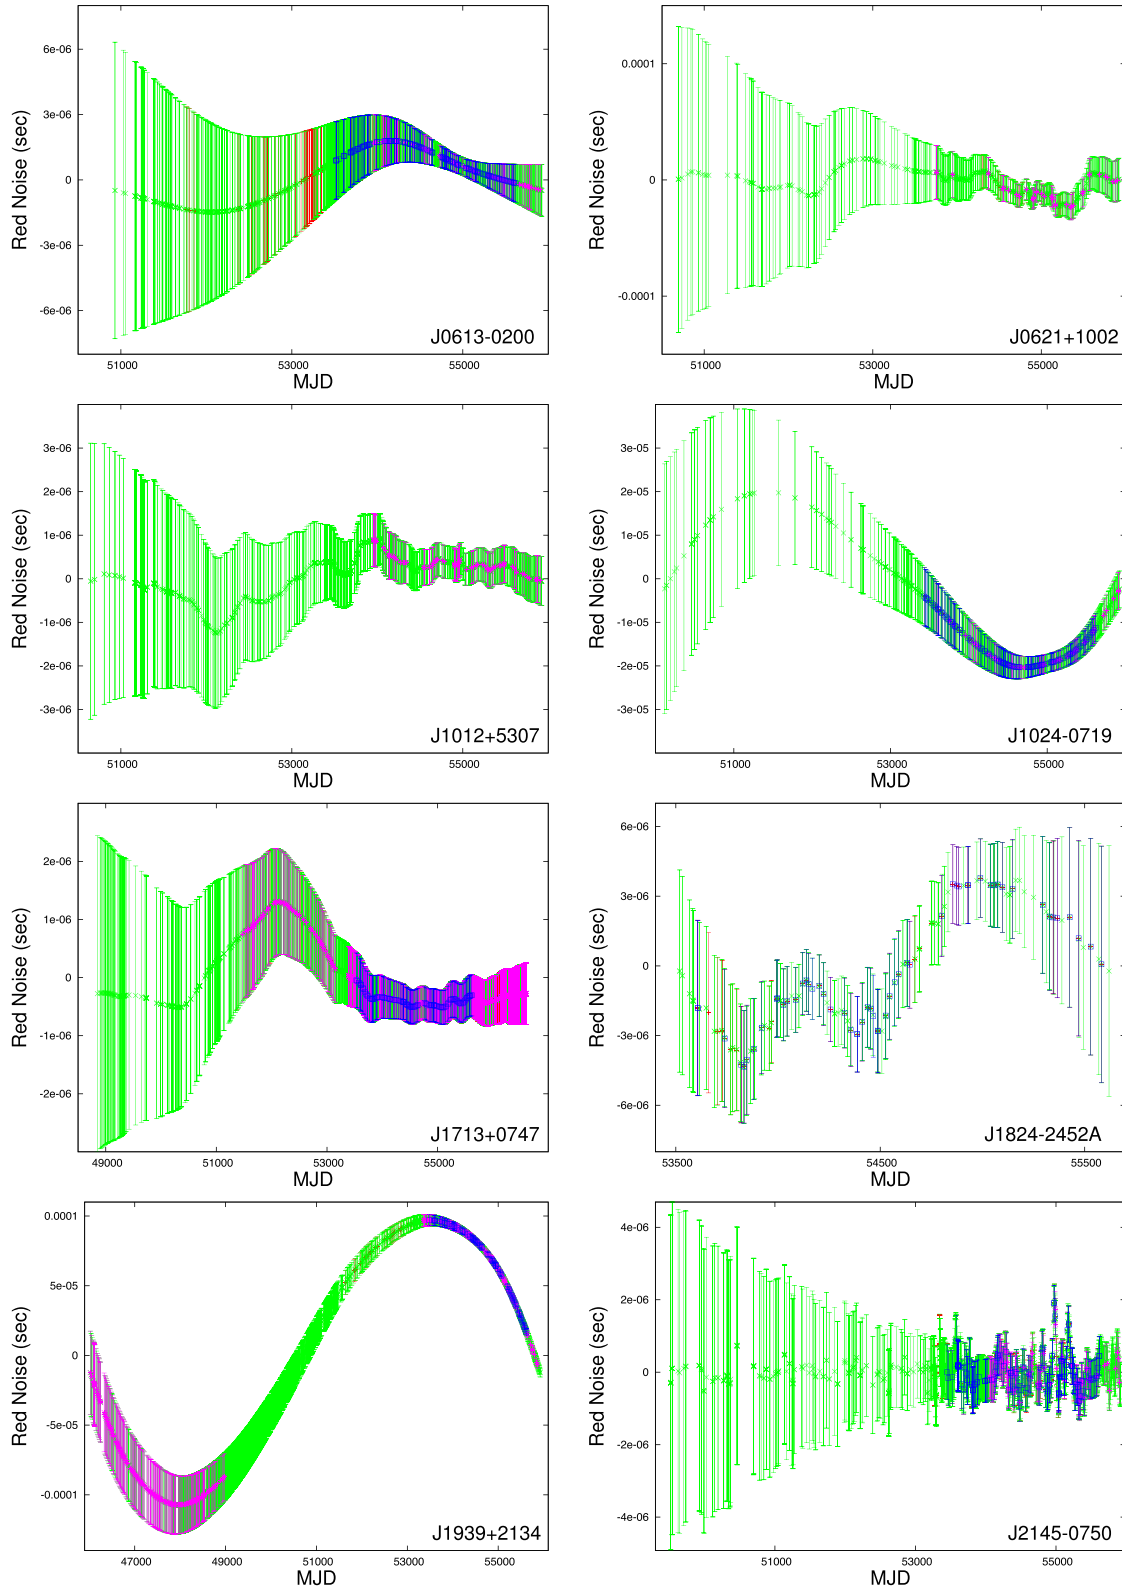 6e-06
3e-06
0
-3e-06
-6e-06
Red Noise (sec)
J0613-0200
51000 53000 55000
MJD
0.0001
0
-0.0001
Red Noise (sec)
J0621+1002
51000 53000 55000
MJD
3e-06
2e-06
1e-06
0
-1e-06
-2e-06
-3e-06
Red Noise (sec)
J1012+5307
51000 53000 55000
MJD
3e-05
2e-05
1e-05
0
-1e-05
-2e-05
-3e-05
Red Noise (sec)
J1024-0719
51000 53000 55000
MJD
2e-06
1e-06
0
-1e-06
-2e-06
Red Noise (sec)
J1713+0747
49000 51000 53000 55000
MJD
6e-06
3e-06
0
-3e-06
-6e-06
Red Noise (sec)
J1824-2452A
53500 54500 55500
MJD
0.0001
5e-05
0
-5e-05
-0.0001
Red Noise (sec)
J1939+2134
47000 49000 51000 53000 55000
MJD
4e-06
2e-06
0
-2e-06
-4e-06
Red Noise (sec)
J2145-0750
51000 53000 55000
MJD